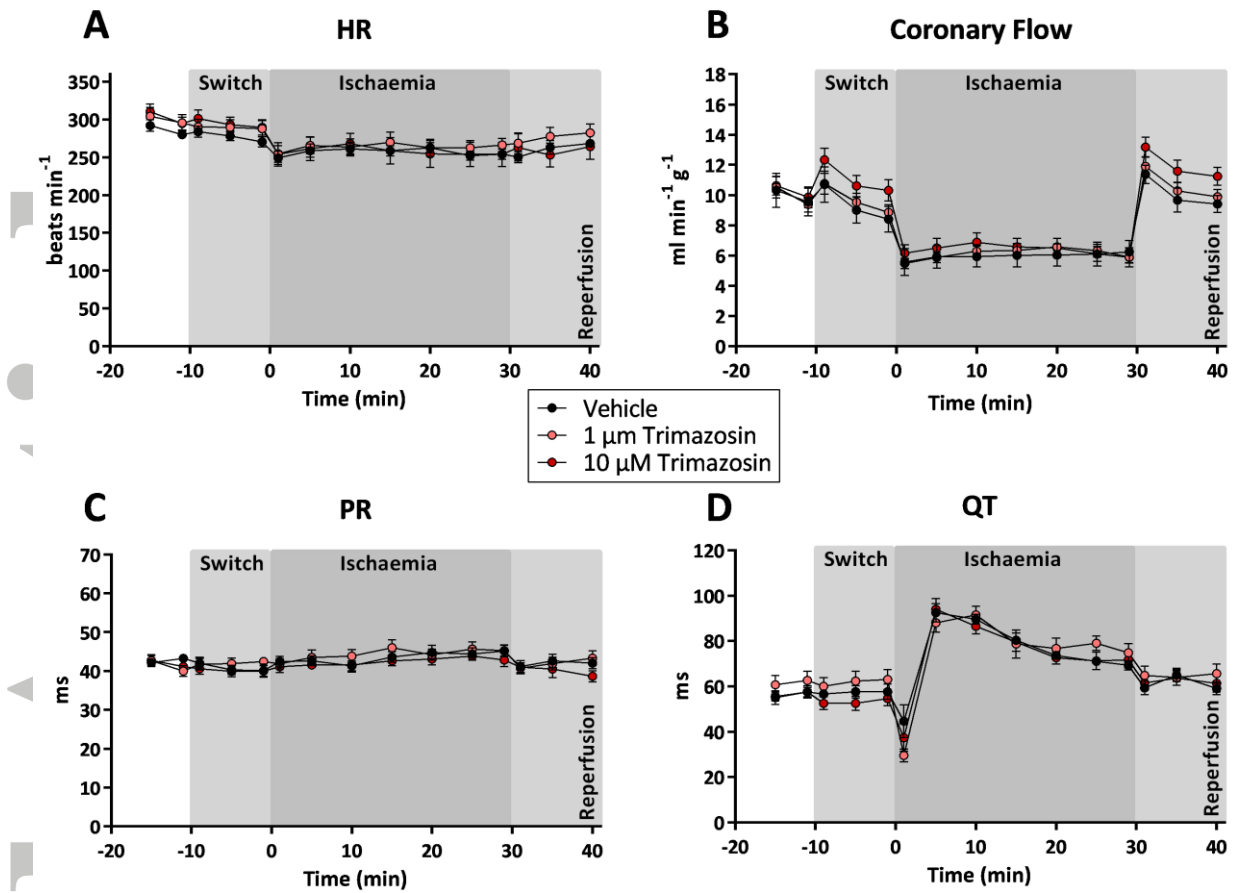 A
HR
350
300
250
200
150
100
50
0
beats min⁻¹
Switch
Ischaemia
Reperfusion
-20 -10 0 10 20 30 40
Time (min)
B
Coronary Flow
18
16
14
12
10
8
6
4
2
0
ml min⁻¹ g⁻¹
Switch
Ischaemia
Reperfusion
-20 -10 0 10 20 30 40
Time (min)
Vehicle
1 µm Trimazosin
10 µM Trimazosin
C
PR
70
60
50
40
30
20
10
0
ms
Switch
Ischaemia
Reperfusion
-20 -10 0 10 20 30 40
Time (min)
D
QT
120
100
80
60
40
20
0
ms
Switch
Ischaemia
Reperfusion
-20 -10 0 10 20 30 40
Time (min)